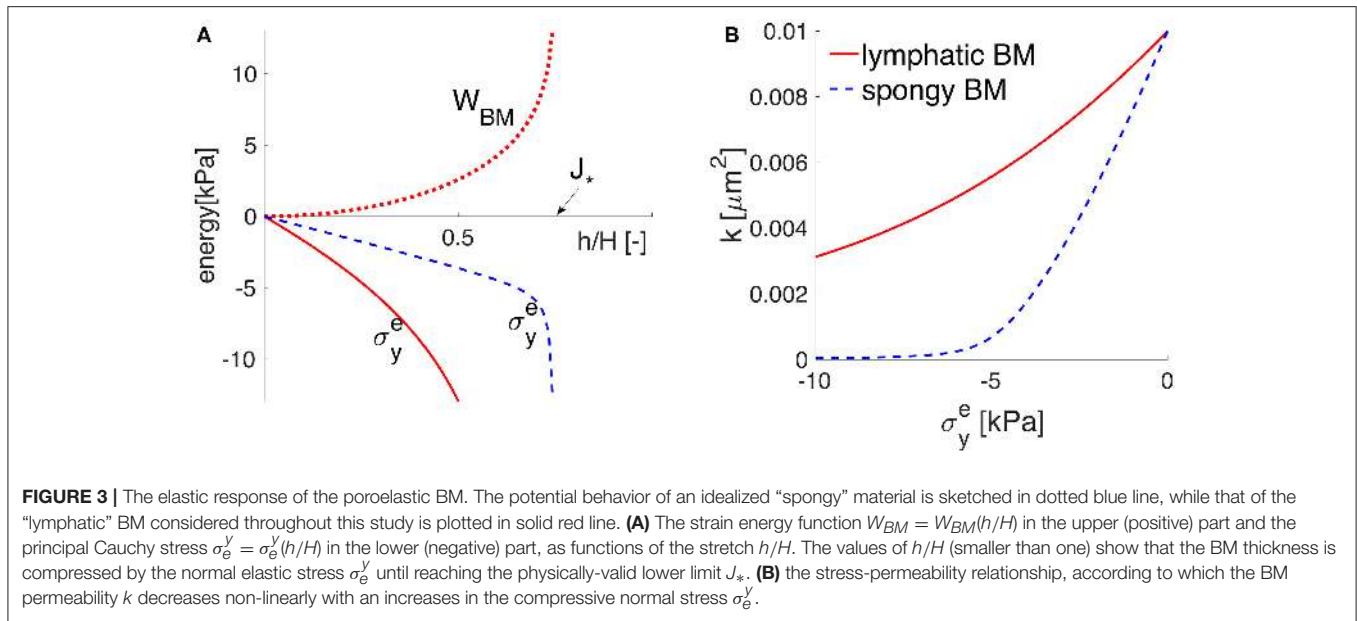 A
10
5
0
-5
-10
energy[kPa]
W_BM
J_*
0.5
h/H [-]
σ_y^e
σ_y^e
B
lymphatic BM
spongy BM
0.01
0.008
0.006
0.004
0.002
0
k [μm²]
-10
-5
0
σ_y^e [kPa]
FIGURE 3 | The elastic response of the poroelastic BM. The potential behavior of an idealized “spongy” material is sketched in dotted blue line, while that of the
“lymphatic” BM considered throughout this study is plotted in solid red line. (A) The strain energy function W_BM = W_BM(h/H) in the upper (positive) part and the
principal Cauchy stress σ_e^y = σ_e^y(h/H) in the lower (negative) part, as functions of the stretch h/H. The values of h/H (smaller than one) show that the BM thickness is
compressed by the normal elastic stress σ_e^y until reaching the physically-valid lower limit J_*. (B) the stress-permeability relationship, according to which the BM
permeability k decreases non-linearly with an increases in the compressive normal stress σ_e^y.